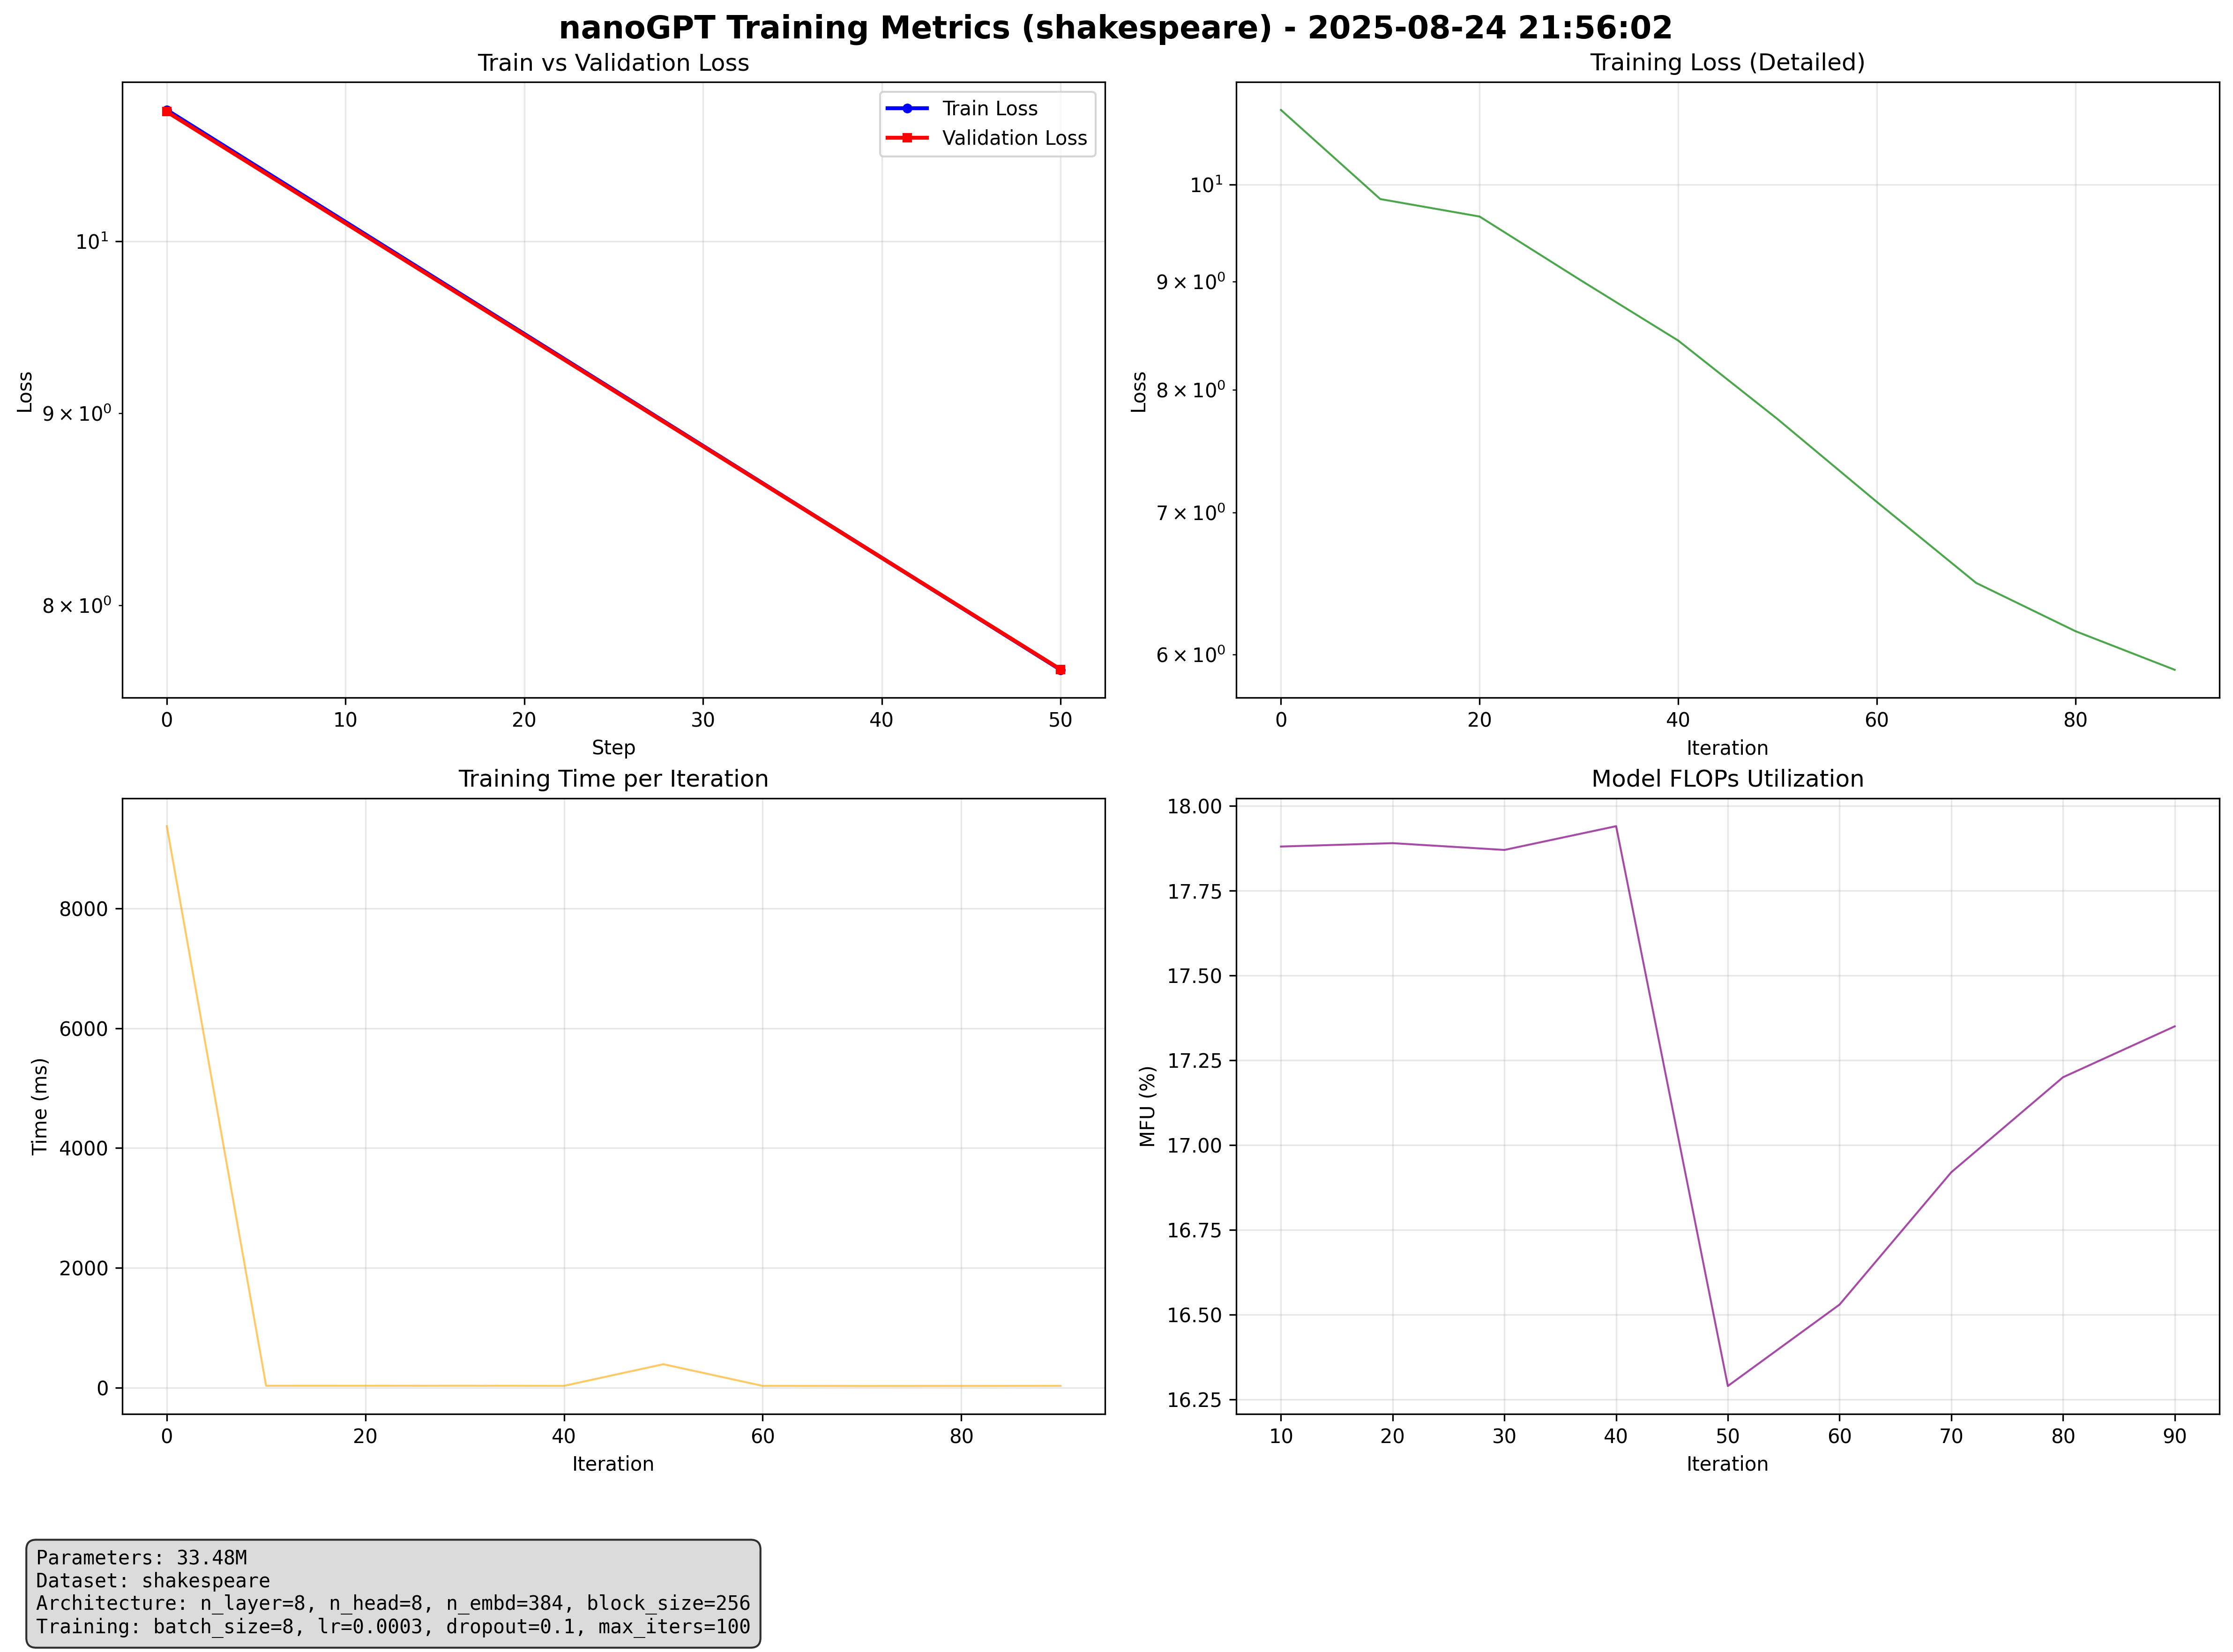 nanoGPT Training Metrics (shakespeare) - 2025-08-24 21:56:02
Train vs Validation Loss
Train Loss
Validation Loss
10¹
9 × 10⁰
8 × 10⁰
Loss
0 10 20 30 40 50
Step
Training Loss (Detailed)
10¹
9 × 10⁰
8 × 10⁰
7 × 10⁰
6 × 10⁰
Loss
0 20 40 60 80
Iteration
Training Time per Iteration
8000
6000
4000
2000
0
Time (ms)
0 20 40 60 80
Iteration
Model FLOPs Utilization
18.00
17.75
17.50
17.25
17.00
16.75
16.50
16.25
MFU (%)
10 20 30 40 50 60 70 80 90
Iteration
Parameters: 33.48M
Dataset: shakespeare
Architecture: n_layer=8, n_head=8, n_embd=384, block_size=256
Training: batch_size=8, lr=0.0003, dropout=0.1, max_iters=100